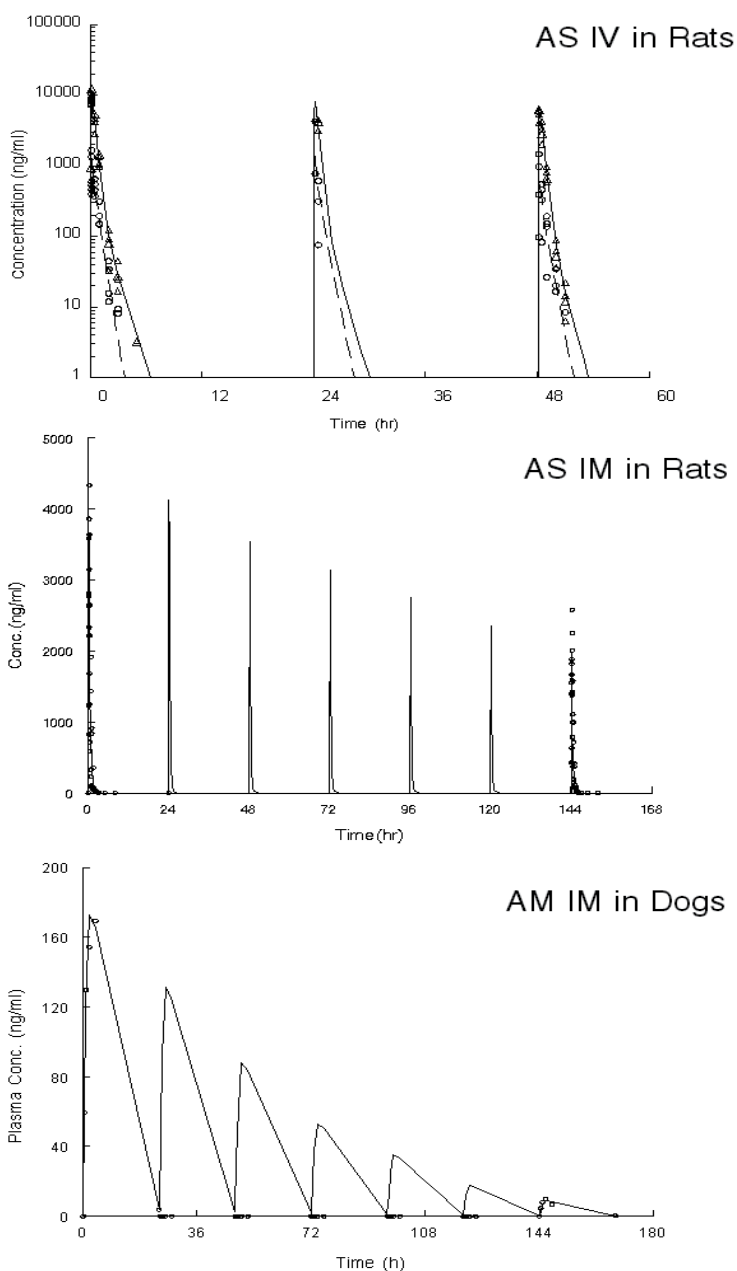 AS IV in Rats
100000
10000
1000
100
10
1
Concentration (ng/ml)
0 12 24 36 48 60
Time (hr)
AS IM in Rats
5000
4000
3000
2000
1000
0
Conc.(ng/ml)
0 24 48 72 96 120 144 168
Time(hr)
AM IM in Dogs
200
160
120
80
40
0
Plasma Conc. (ng/ml)
0 36 72 108 144 180
Time (h)